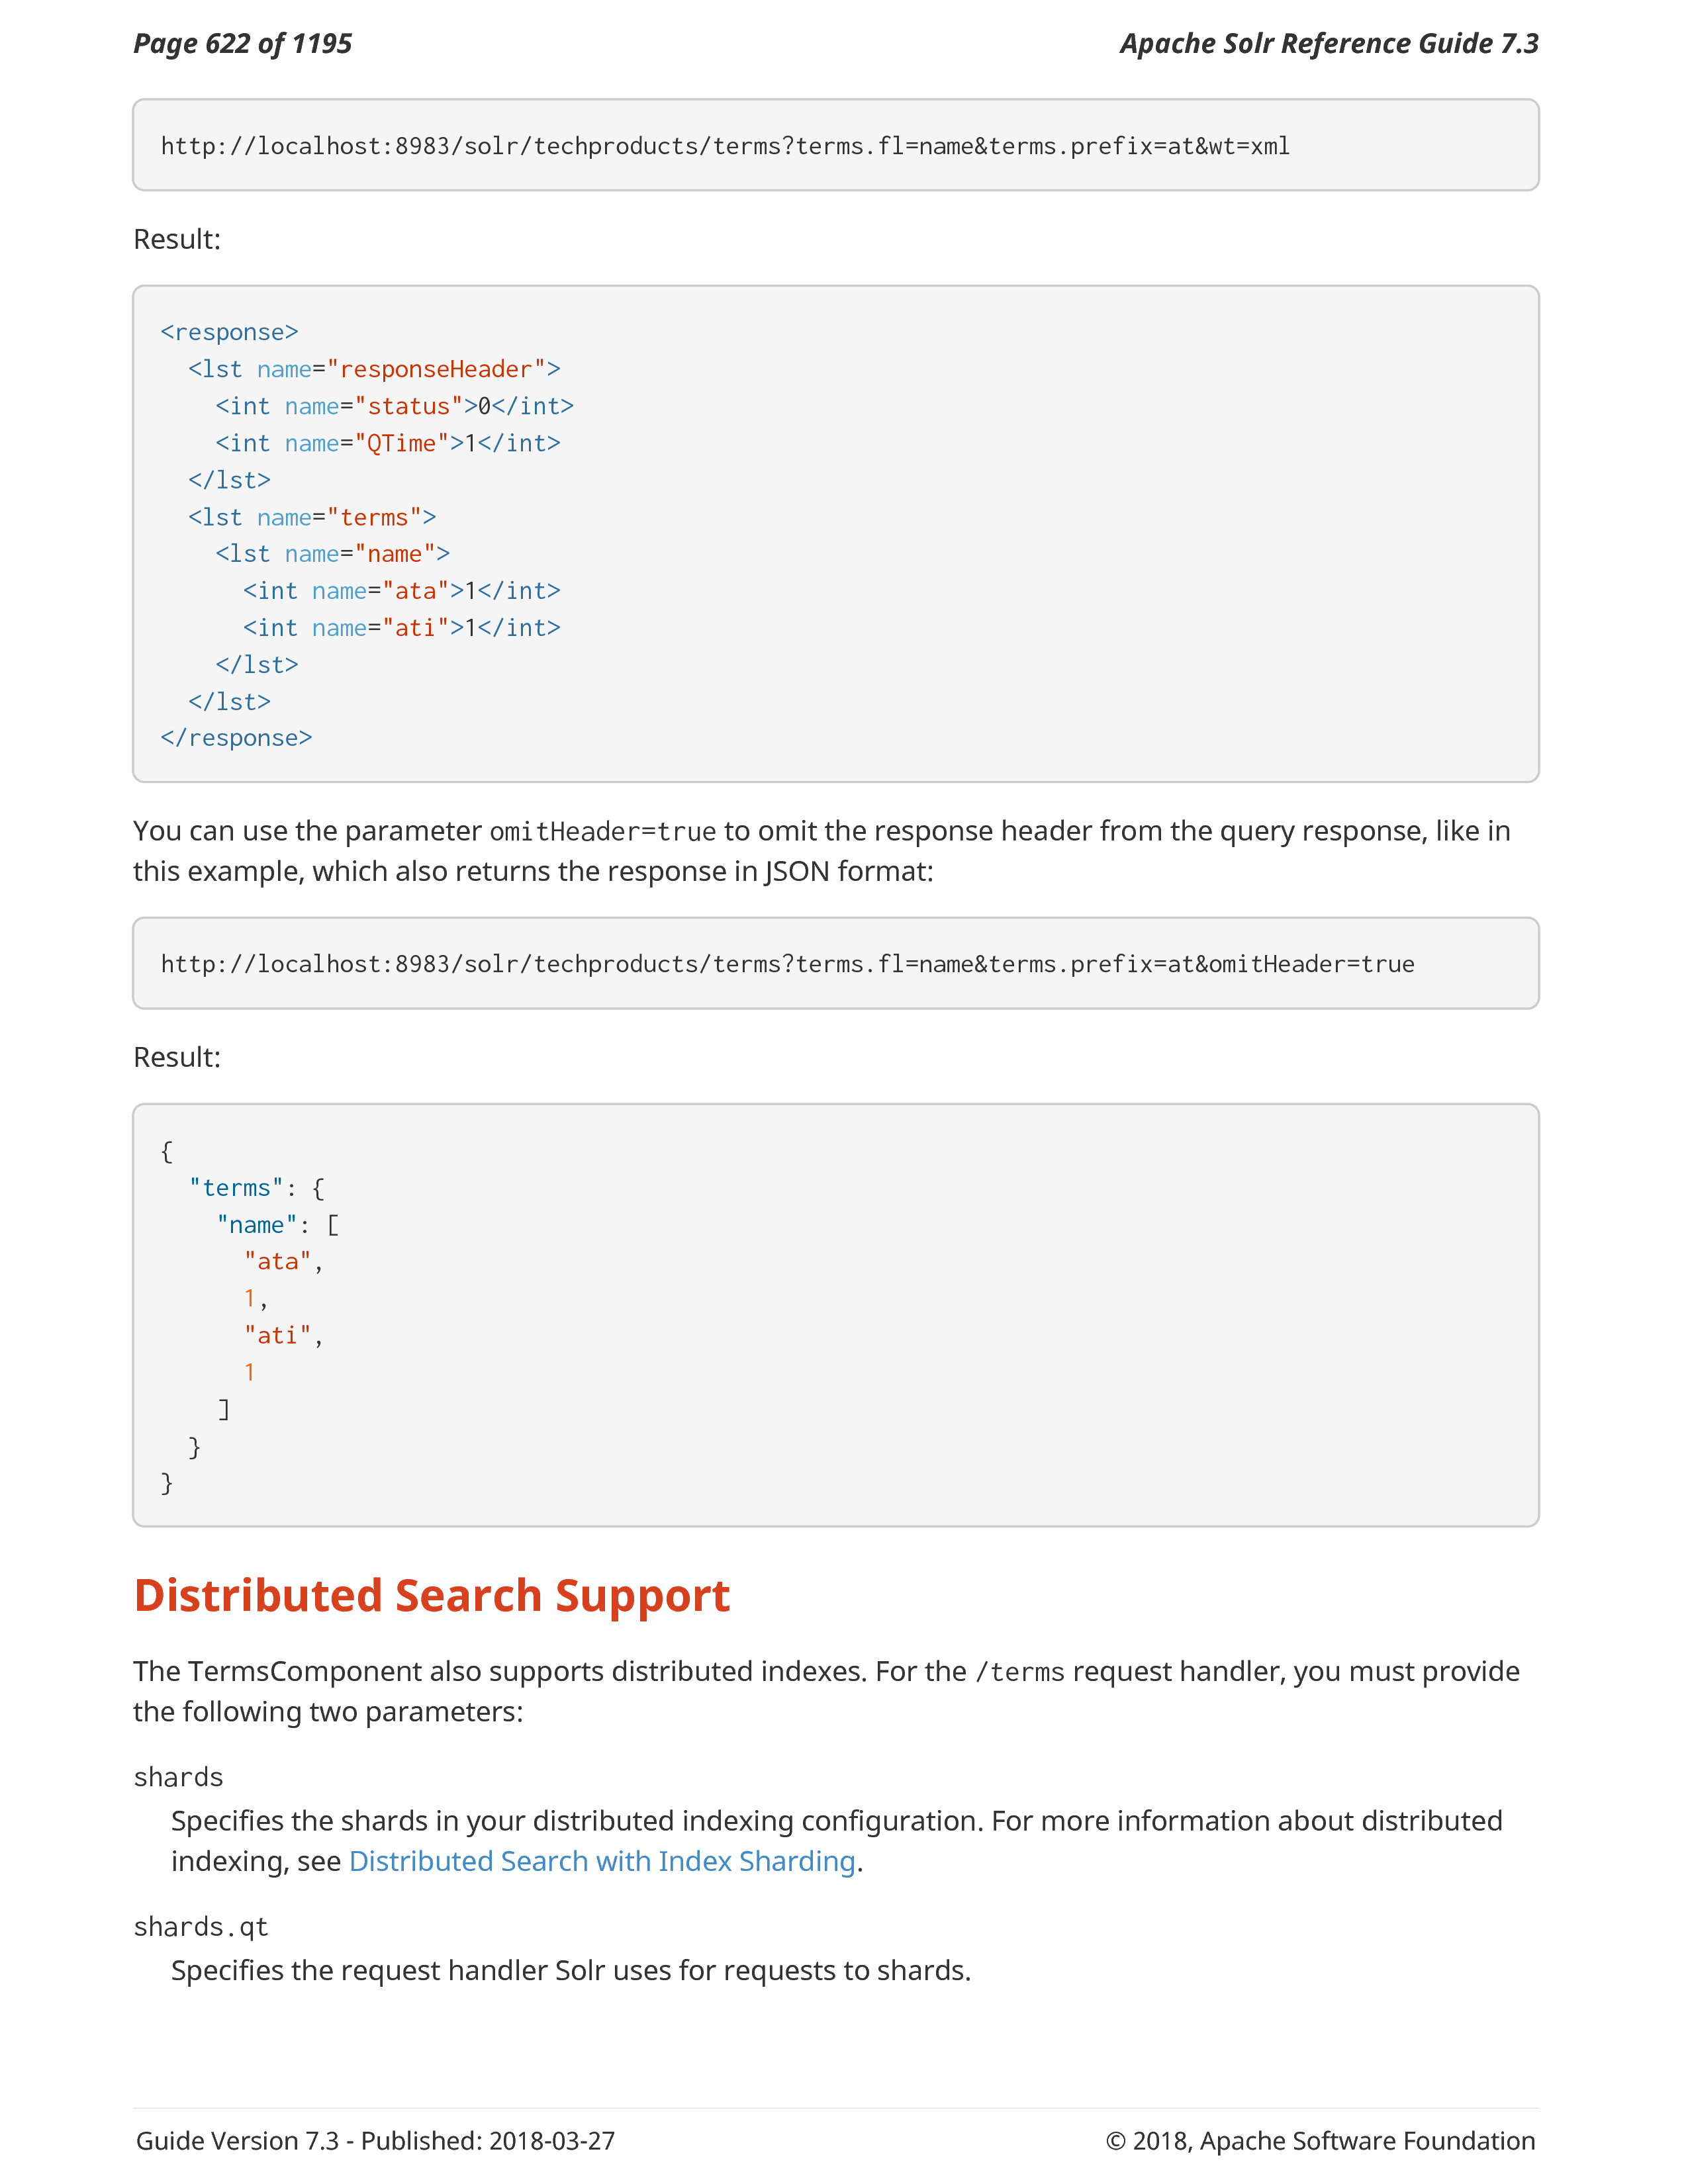 Page 622 of 1195
Apache Solr Reference Guide 7.3
http://localhost:8983/solr/techproducts/terms?terms.fl=name&terms.prefix=at&wt=xml
Result:
<response>
  <lst name="responseHeader">
    <int name="status">0</int>
    <int name="QTime">1</int>
  </lst>
  <lst name="terms">
    <lst name="name">
      <int name="ata">1</int>
      <int name="ati">1</int>
    </lst>
  </lst>
</response>
You can use the parameter omitHeader=true to omit the response header from the query response, like in
this example, which also returns the response in JSON format:
http://localhost:8983/solr/techproducts/terms?terms.fl=name&terms.prefix=at&omitHeader=true
Result:
{
  "terms": {
    "name": [
      "ata",
      1,
      "ati",
      1
    ]
  }
}
Distributed Search Support
The TermsComponent also supports distributed indexes. For the /terms request handler, you must provide
the following two parameters:
shards
Specifies the shards in your distributed indexing configuration. For more information about distributed
indexing, see Distributed Search with Index Sharding.
shards.qt
Specifies the request handler Solr uses for requests to shards.
Guide Version 7.3 - Published: 2018-03-27
© 2018, Apache Software Foundation